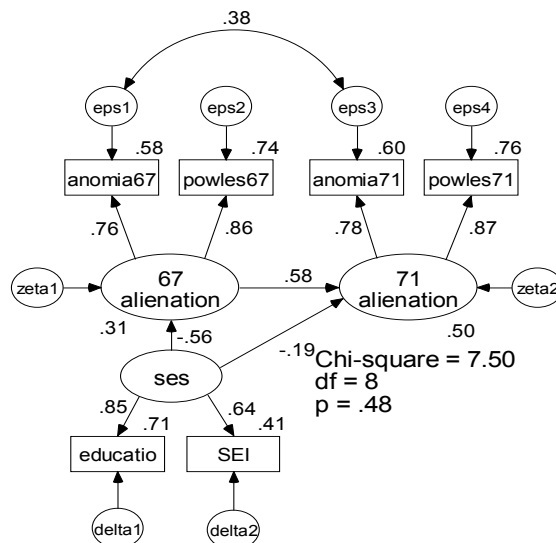 .38
eps1 eps2 eps3 eps4
.58 .74 .60 .76
anomia67 powles67 anomia71 powles71
.76 .86 .78 .87
zeta1
67
alienation
.58
71
alienation
zeta2
.31 -.56 .50
-.19
Chi-square = 7.50
df = 8
p = .48
ses
.85 .71 .64 .41
educatio SEI
delta1 delta2